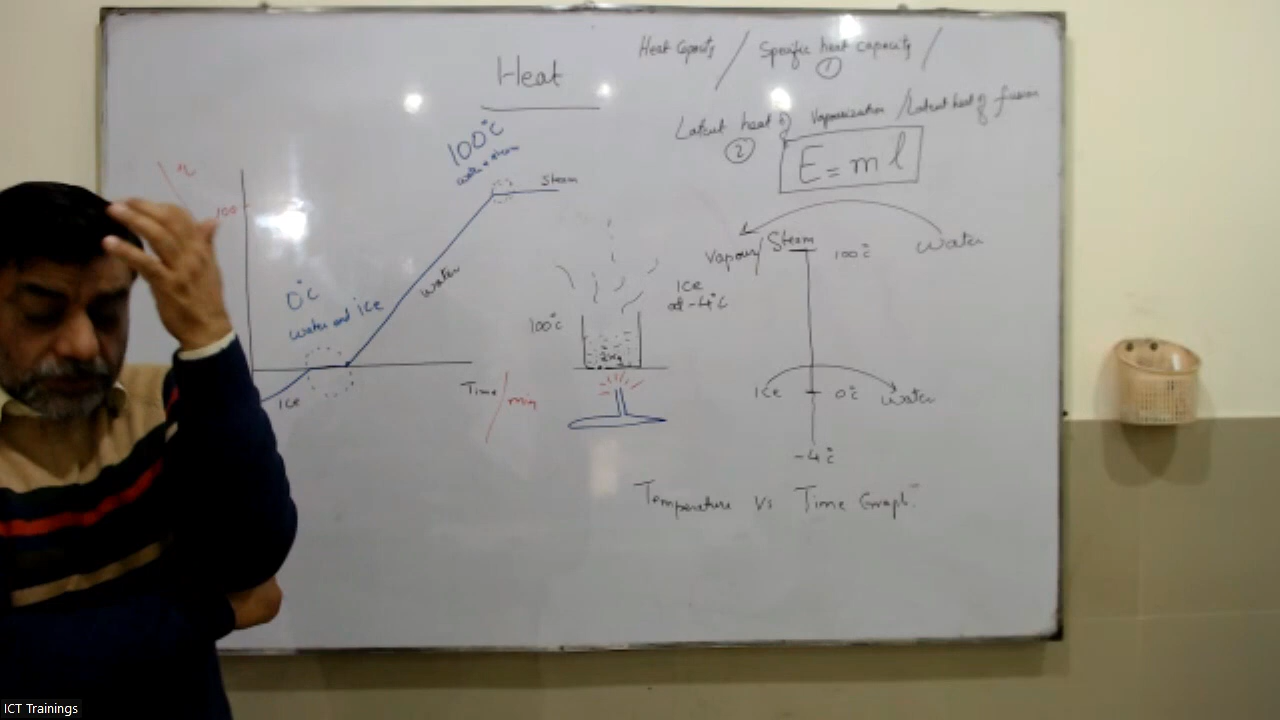 Heat Capacity / Specific heat capacity /
①
Heat
Latent heat of Vapourization / Latent heat of fusion
②
E = m l
100°C
water + steam
Steam
100
Vapour/Steam
100°C
water
0°C
water and ice
water
Ice
at -4°C
100°C
2kg
Ice
Time/min
Ice
0°C
water
-4°C
Temperature Vs Time Graph
ICT Trainings